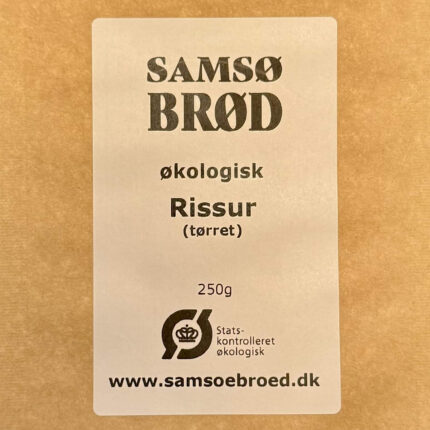 SAMSØ
BRØD
økologisk
Rissur
(tørret)
250g
Ø
Stats-
kontrolleret
økologisk
www.samsoebroed.dk